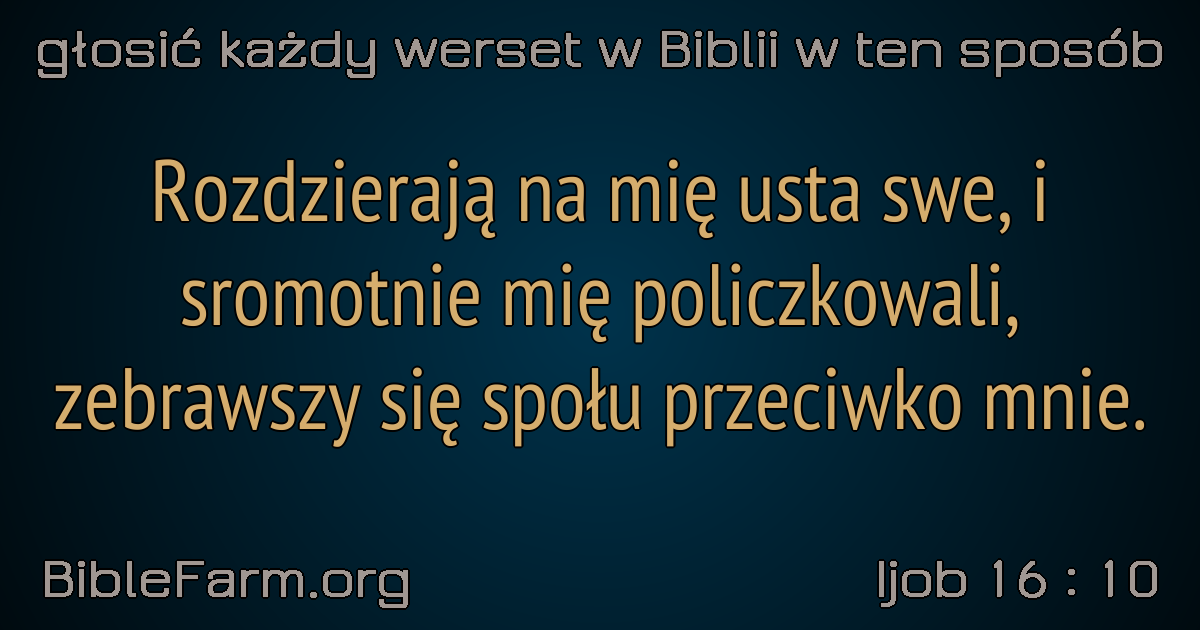 głosić każdy werset w Biblii w ten sposób
Rozdzierają na mię usta swe, i
sromotnie mię policzkowali,
zebrawszy się społu przeciwko mnie.
BibleFarm.org
Ijob 16 : 10